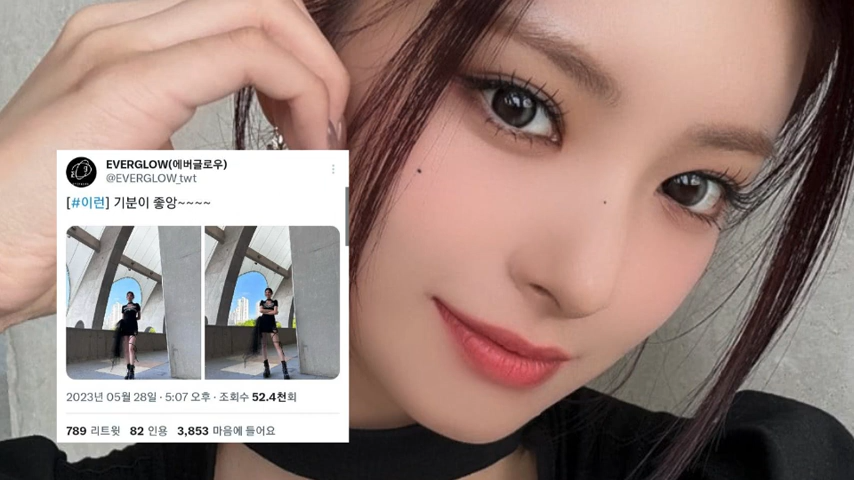 EVERGLOW(에버글로우)
@EVERGLOW_twt
[#이런] 기분이 좋앙~~~~
2023년 05월 28일 · 5:07 오후 · 조회수 52.4천회
789 리트윗 82 인용 3,853 마음에 들어요